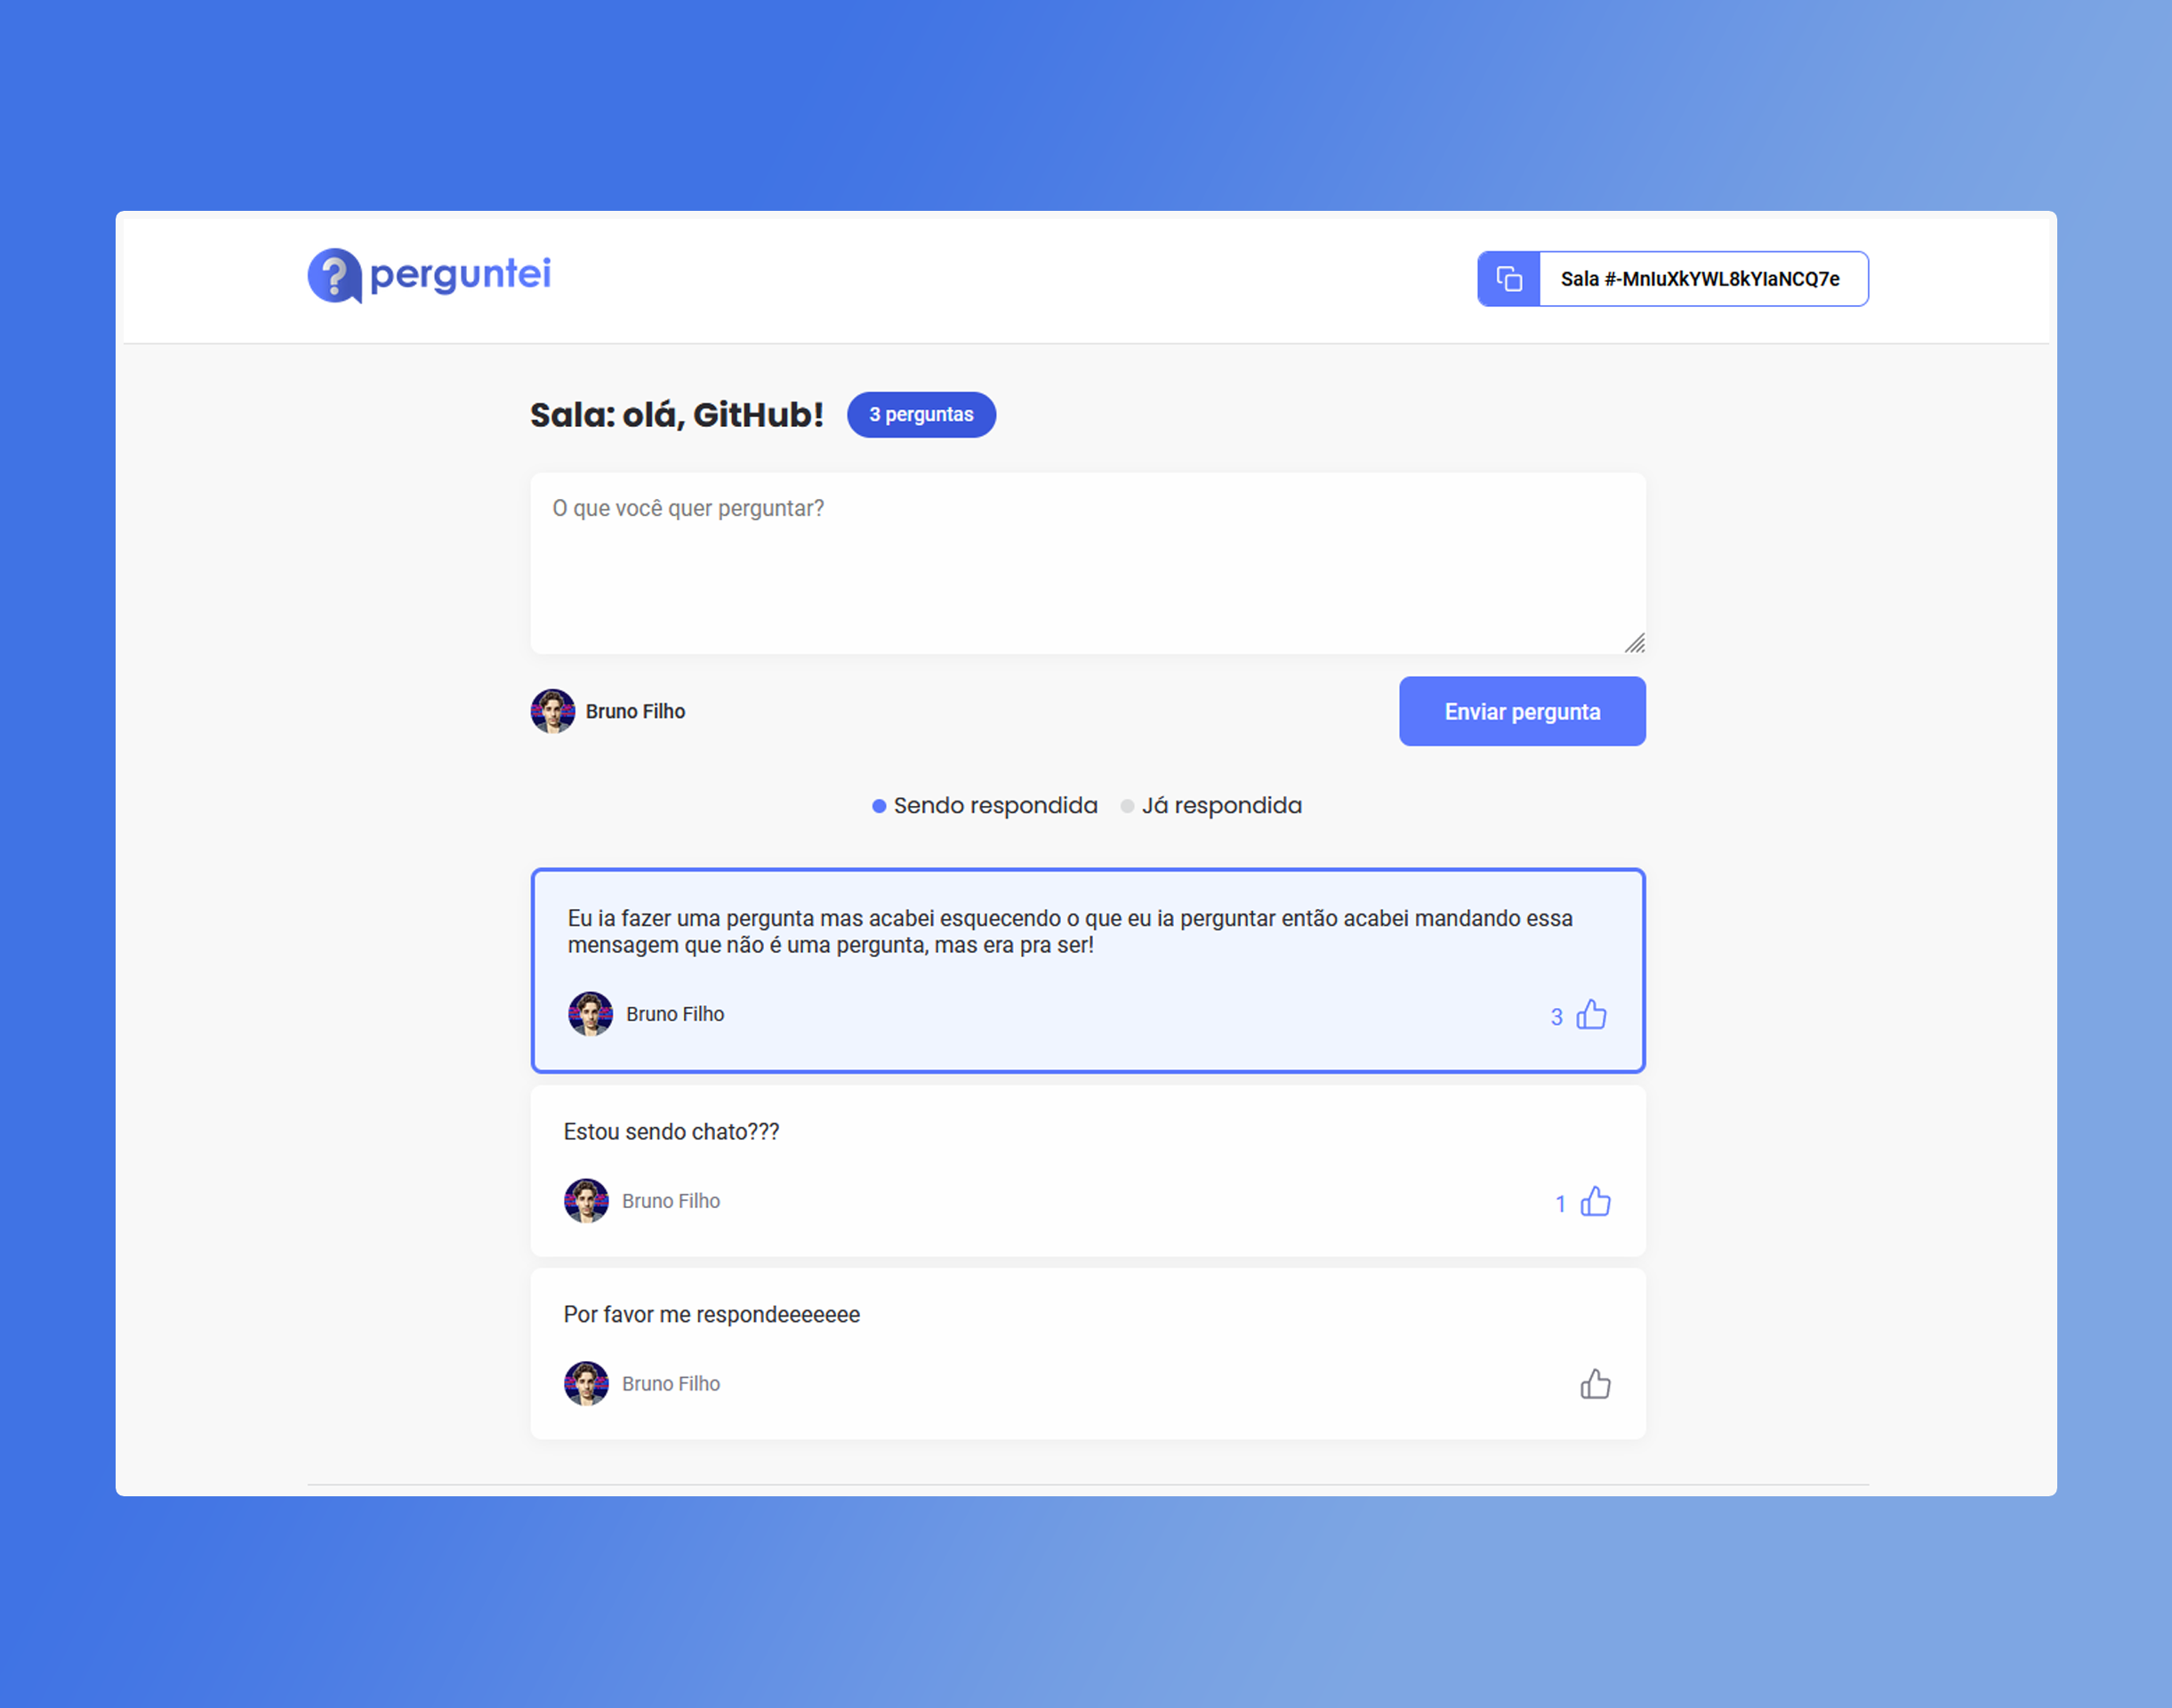 perguntei
Sala #-MnIuXkYWL8kYIaNCQ7e
Sala: olá, GitHub!
3 perguntas
O que você quer perguntar?
Bruno Filho
Enviar pergunta
Sendo respondida
Já respondida
Eu ia fazer uma pergunta mas acabei esquecendo o que eu ia perguntar então acabei mandando essa
mensagem que não é uma pergunta, mas era pra ser!
Bruno Filho
3
Estou sendo chato???
Bruno Filho
1
Por favor me respondeeeeeee
Bruno Filho